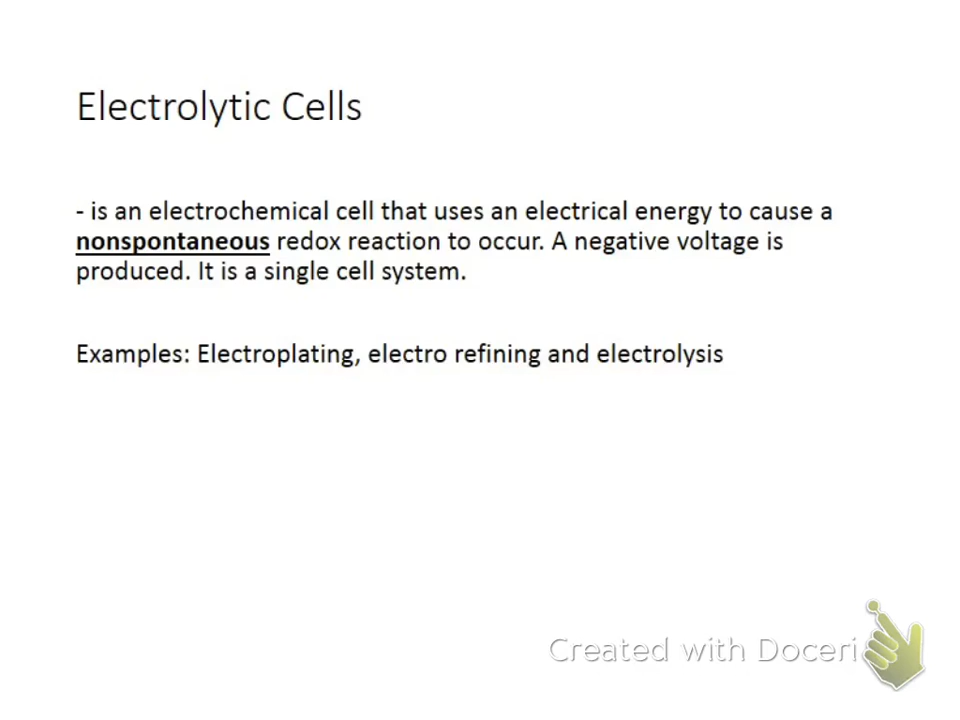 Electrolytic Cells
- is an electrochemical cell that uses an electrical energy to cause a
nonspontaneous redox reaction to occur. A negative voltage is
produced. It is a single cell system.
Examples: Electroplating, electro refining and electrolysis
Created with Doceri